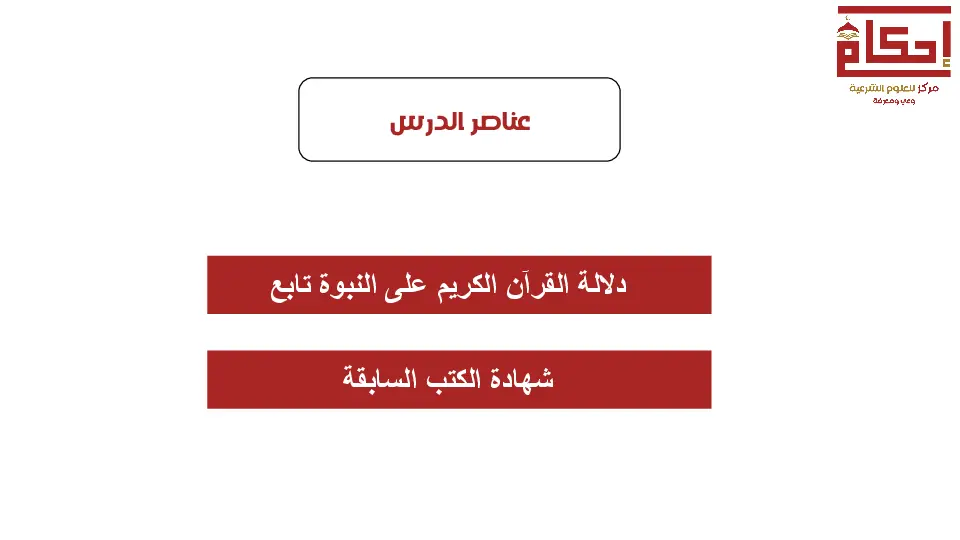 إحكام
مركز للعلوم الشرعية
وعي ومعرفة
عناصر الدرس
دلالة القرآن الكريم على النبوة تابع
شهادة الكتب السابقة